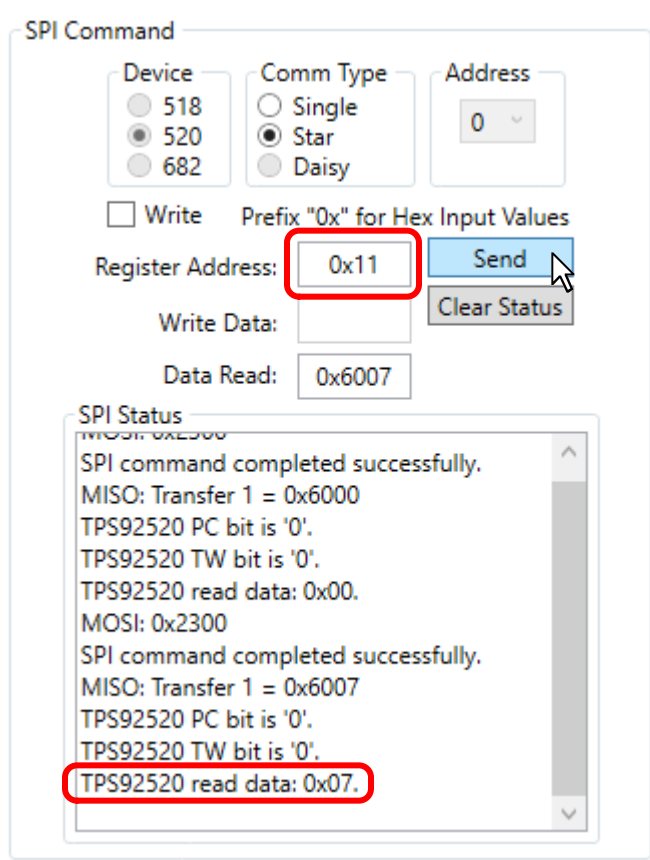 SPI Command
Device Comm Type Address
518 Single
520 Star 0
682 Daisy
Write Prefix "0x" for Hex Input Values
Register Address: 0x11 Send
Write Data: Clear Status
Data Read: 0x6007
SPI Status
MOSI: 0x2300
SPI command completed successfully.
MISO: Transfer 1 = 0x6000
TPS92520 PC bit is '0'.
TPS92520 TW bit is '0'.
TPS92520 read data: 0x00.
MOSI: 0x2300
SPI command completed successfully.
MISO: Transfer 1 = 0x6007
TPS92520 PC bit is '0'.
TPS92520 TW bit is '0'.
TPS92520 read data: 0x07.